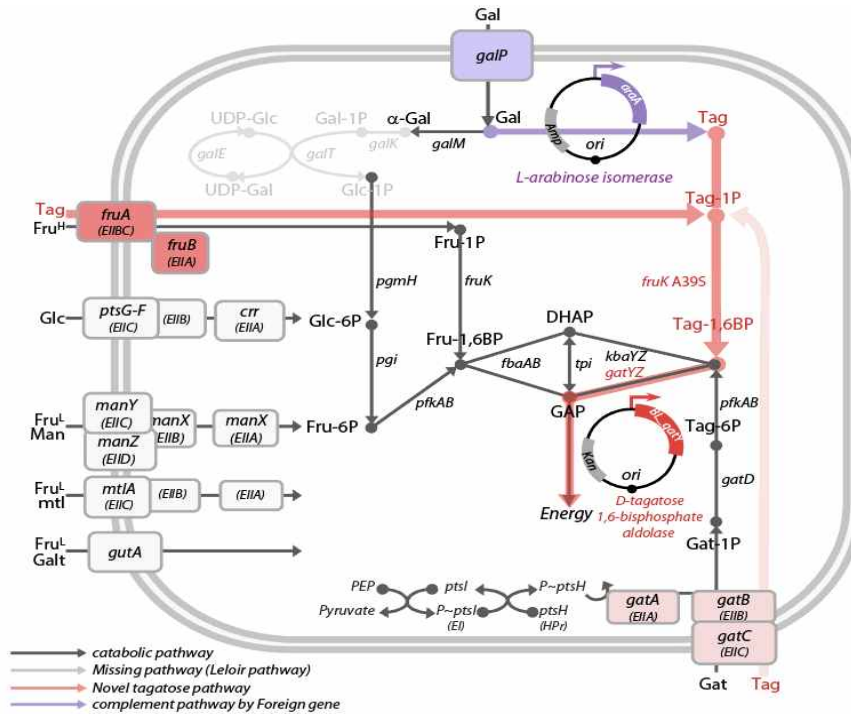 Gal
galP
UDP-Glc
Gal-1P
α-Gal
Gal
araA
Amp
ori
Tag
galE
galT
galK
galM
UDP-Gal
Glc-1P
L-arabinose isomerase
Tag
Fruᴴ
fruA
(EIIBC)
fruB
(EIIA)
Tag-1P
Fru-1P
pgmH
fruK
fruK A39S
Glc
ptsG-F
(EIIC)
(EIIB)
crr
(EIIA)
Glc-6P
DHAP
Tag-1,6BP
Fru-1,6BP
pgi
fbaAB
tpi
kbaYZ
gatYZ
pfkAB
GAP
pfkAB
Fruᴸ
Man
manY
(EIIC)
manZ
(EIID)
manX
(EIIB)
manX
(EIIA)
Fru-6P
BL_gatY
Kan
ori
Tag-6P
gatD
Fruᴸ
mtl
mtlA
(EIIC)
(EIIB)
(EIIA)
Energy
D-tagatose
1,6-bisphosphate
aldolase
Gat-1P
Fruᴸ
Galt
gutA
PEP
ptsI
P~ptsH
Pyruvate
P~ptsI
(EI)
ptsH
(HPr)
gatA
(EIIA)
gatB
(EIIB)
gatC
(EIIC)
Gat
Tag
catabolic pathway
Missing pathway (Leloir pathway)
Novel tagatose pathway
complement pathway by Foreign gene